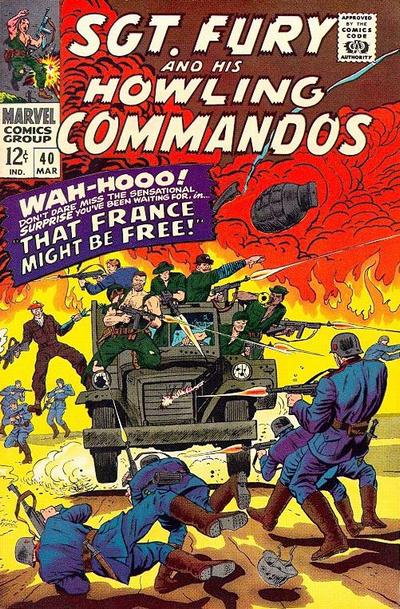 SGT. FURY
AND HIS
HOWLING
COMMANDOS
APPROVED
BY THE
COMICS
CODE
AUTHORITY
MARVEL
COMICS
GROUP
12¢
IND.
40
MAR
WAH-HOOO!
DON'T DARE MISS THE SENSATIONAL
SURPRISE YOU'VE BEEN WAITING FOR, in...
"THAT FRANCE
MIGHT BE FREE!"